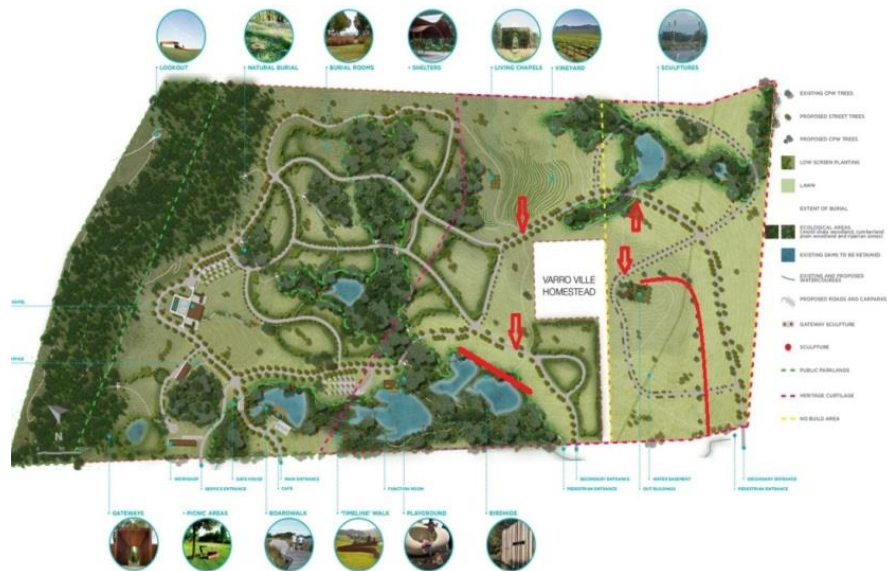 LOOKOUT
NATURAL BURIAL
BURIAL ROOMS
SHELTERS
LIVING CHAPELS
VINEYARD
SCULPTURES
EXISTING CPW TREES
PROPOSED STREET TREES
PROPOSED CPW TREES
LOW SCREEN PLANTING
LAWN
EXTENT OF BURIAL
ECOLOGICAL AREAS
EXISTING DAMS TO BE RETAINED
EXISTING AND PROPOSED
WATERCOURSES
PROPOSED ROADS AND CARPARKS
GATEWAY SCULPTURE
SCULPTURE
PUBLIC PARKLANDS
HERITAGE CURTILAGE
NO BUILD AREA
VARRO VILLE
HOMESTEAD
N
WORKSHOP
SERVICE ENTRANCE
GATE HOUSE
MAIN ENTRANCE
CAFE
FUNCTION ROOM
SECONDARY ENTRANCE
PEDESTRIAN ENTRANCE
WATER EASEMENT
OUT BUILDINGS
SECONDARY ENTRANCE
PEDESTRIAN ENTRANCE
GATEWAYS
PICNIC AREAS
BOARDWALK
'TIMELINE' WALK
PLAYGROUND
BIRDHIDE